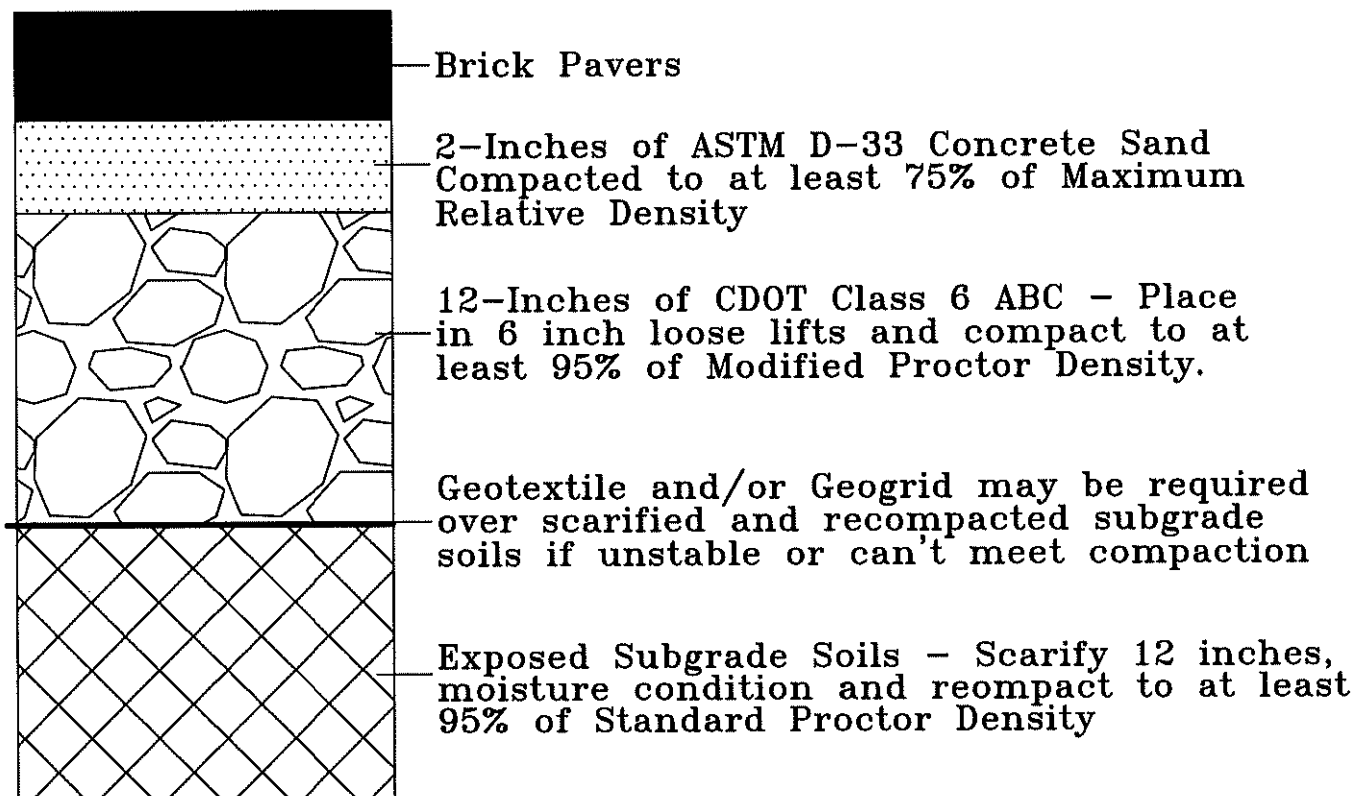 Brick Pavers
2-Inches of ASTM D-33 Concrete Sand
Compacted to at least 75% of Maximum
Relative Density
12-Inches of CDOT Class 6 ABC - Place
in 6 inch loose lifts and compact to at
least 95% of Modified Proctor Density.
Geotextile and/or Geogrid may be required
over scarified and recompacted subgrade
soils if unstable or can't meet compaction
Exposed Subgrade Soils - Scarify 12 inches,
moisture condition and reompact to at least
95% of Standard Proctor Density